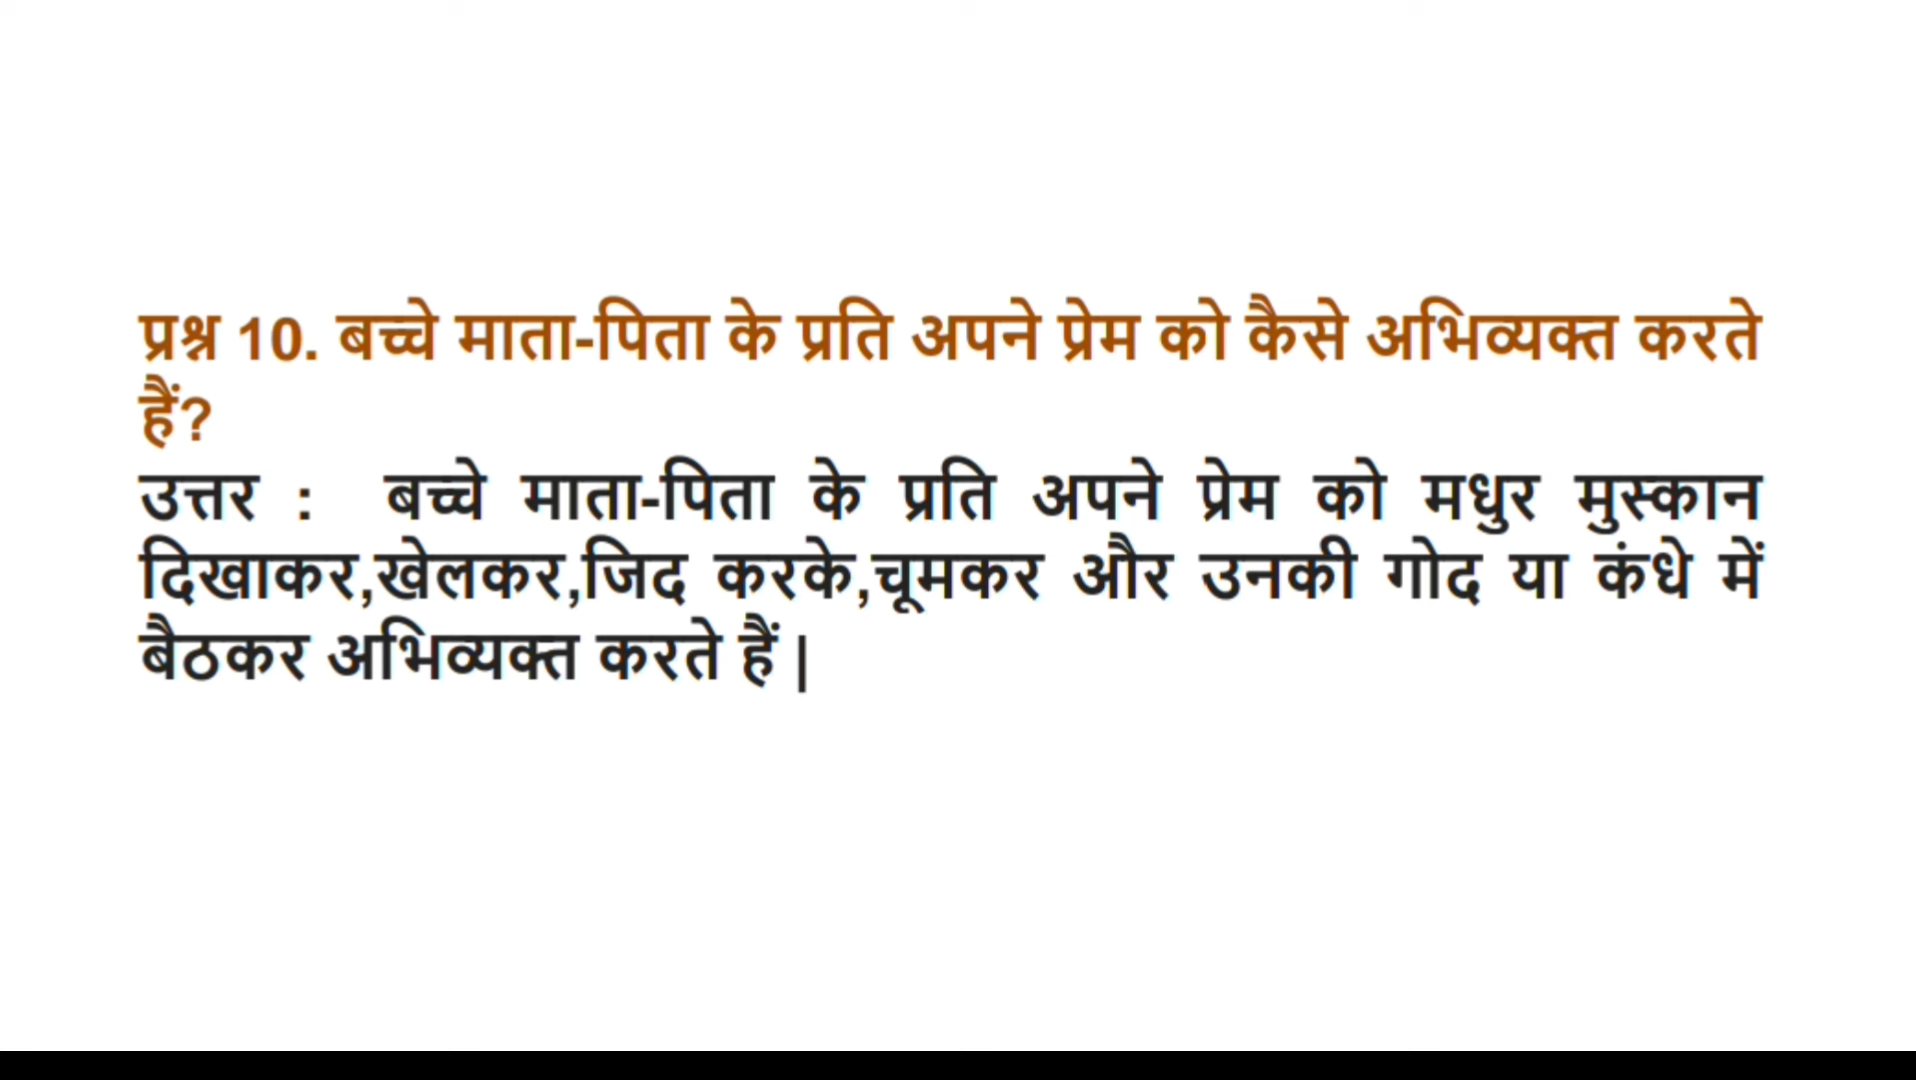 प्रश्न 10. बच्चे माता-पिता के प्रति अपने प्रेम को कैसे अभिव्यक्त करते
हैं?
उत्तर : बच्चे माता-पिता के प्रति अपने प्रेम को मधुर मुस्कान
दिखाकर,खेलकर,जिद करके,चूमकर और उनकी गोद या कंधे में
बैठकर अभिव्यक्त करते हैं |